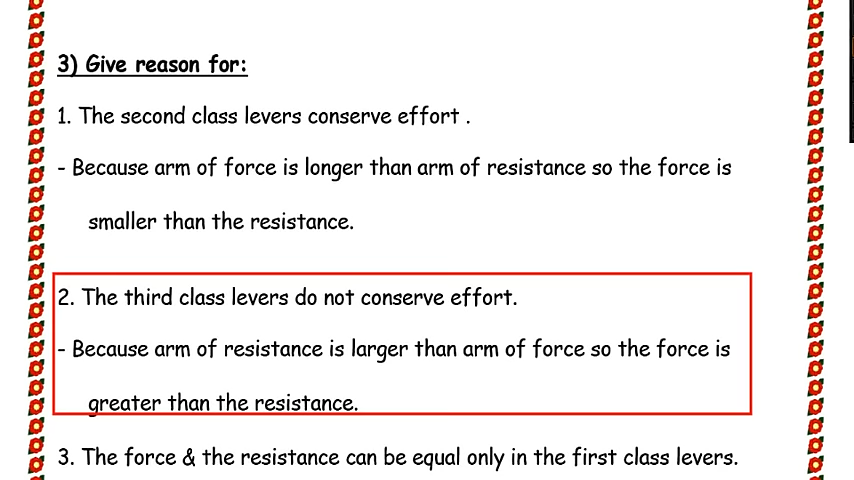 3) Give reason for:
1. The second class levers conserve effort .
- Because arm of force is longer than arm of resistance so the force is
smaller than the resistance.
2. The third class levers do not conserve effort.
- Because arm of resistance is larger than arm of force so the force is
greater than the resistance.
3. The force & the resistance can be equal only in the first class levers.